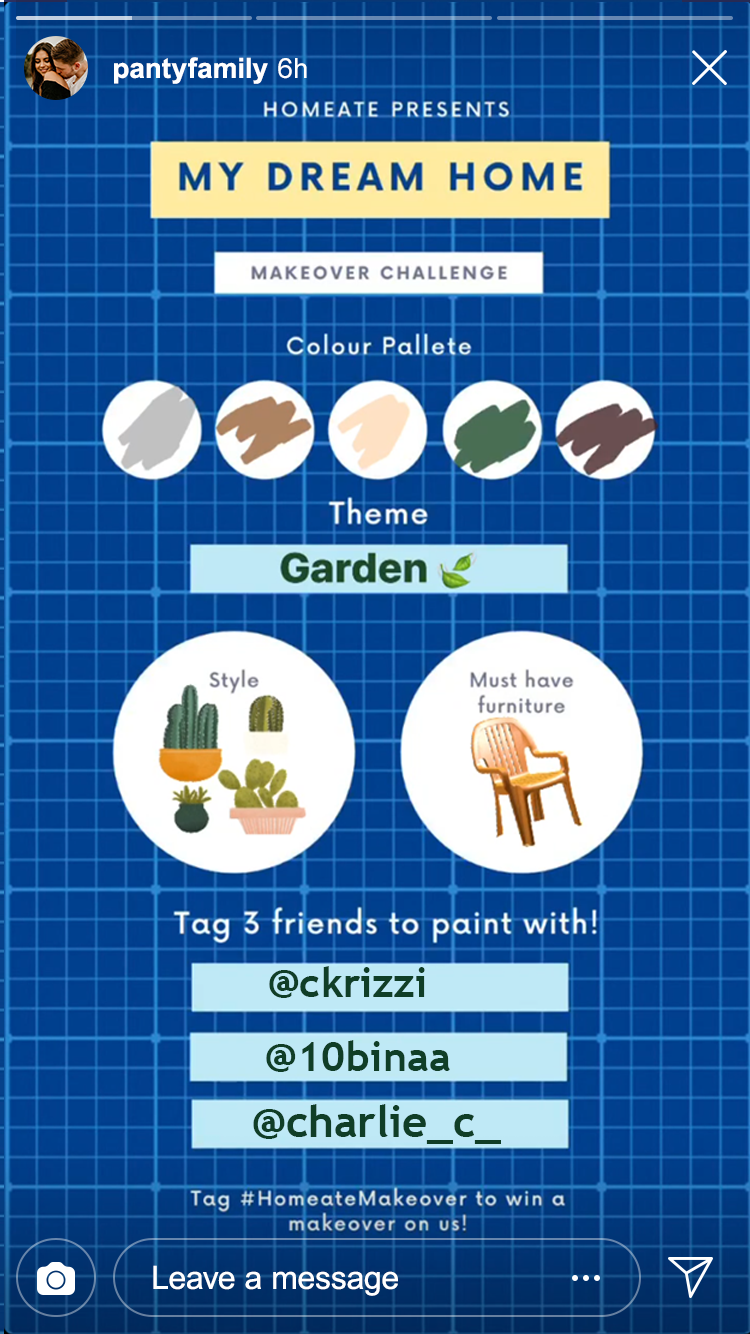 pantyfamily 6h
HOMEATE PRESENTS
MY DREAM HOME
MAKEOVER CHALLENGE
Colour Pallete
Theme
Garden 🌿
Style
Must have
furniture
Tag 3 friends to paint with!
@ckrizzi
@10binaa
@charlie_c_
Tag #HomeateMakeover to win a
makeover on us!
Leave a message